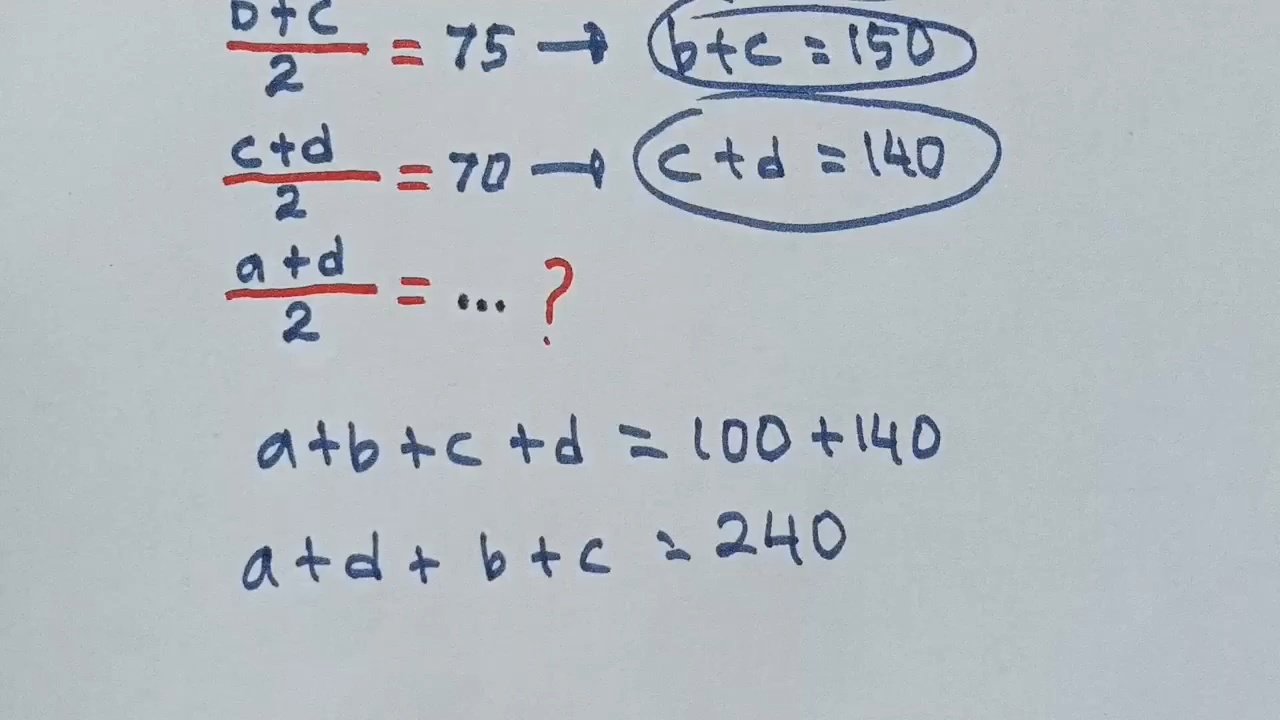 b+c/2 = 75 → b+c = 150
c+d/2 = 70 → c+d = 140
a+d/2 = ... ?
a+b+c+d = 100+140
a+d+b+c = 240